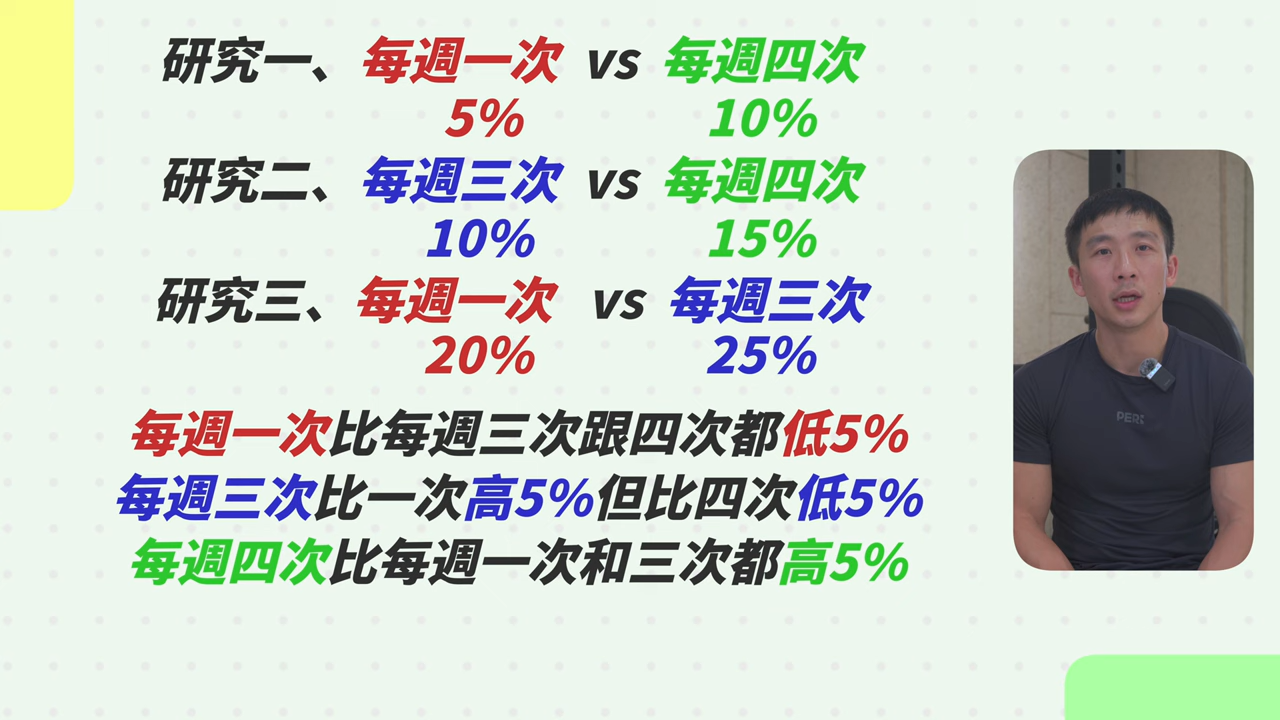 研究一、每週一次 vs 每週四次
5% 10%
研究二、每週三次 vs 每週四次
10% 15%
研究三、每週一次 vs 每週三次
20% 25%
每週一次比每週三次跟四次都低5%
每週三次比一次高5%但比四次低5%
每週四次比每週一次和三次都高5%